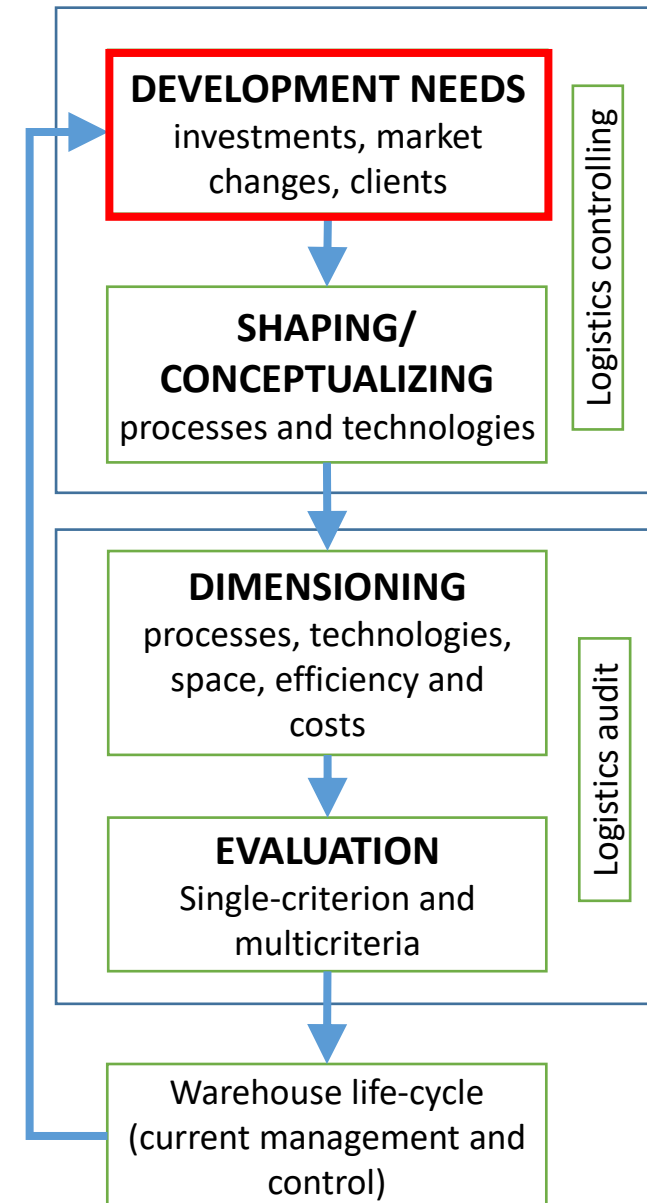 DEVELOPMENT NEEDS
investments, market
changes, clients
Logistics controlling
SHAPING/
CONCEPTUALIZING
processes and technologies
DIMENSIONING
processes, technologies,
space, efficiency and
costs
Logistics audit
EVALUATION
Single-criterion and
multicriteria
Warehouse life-cycle
(current management and
control)